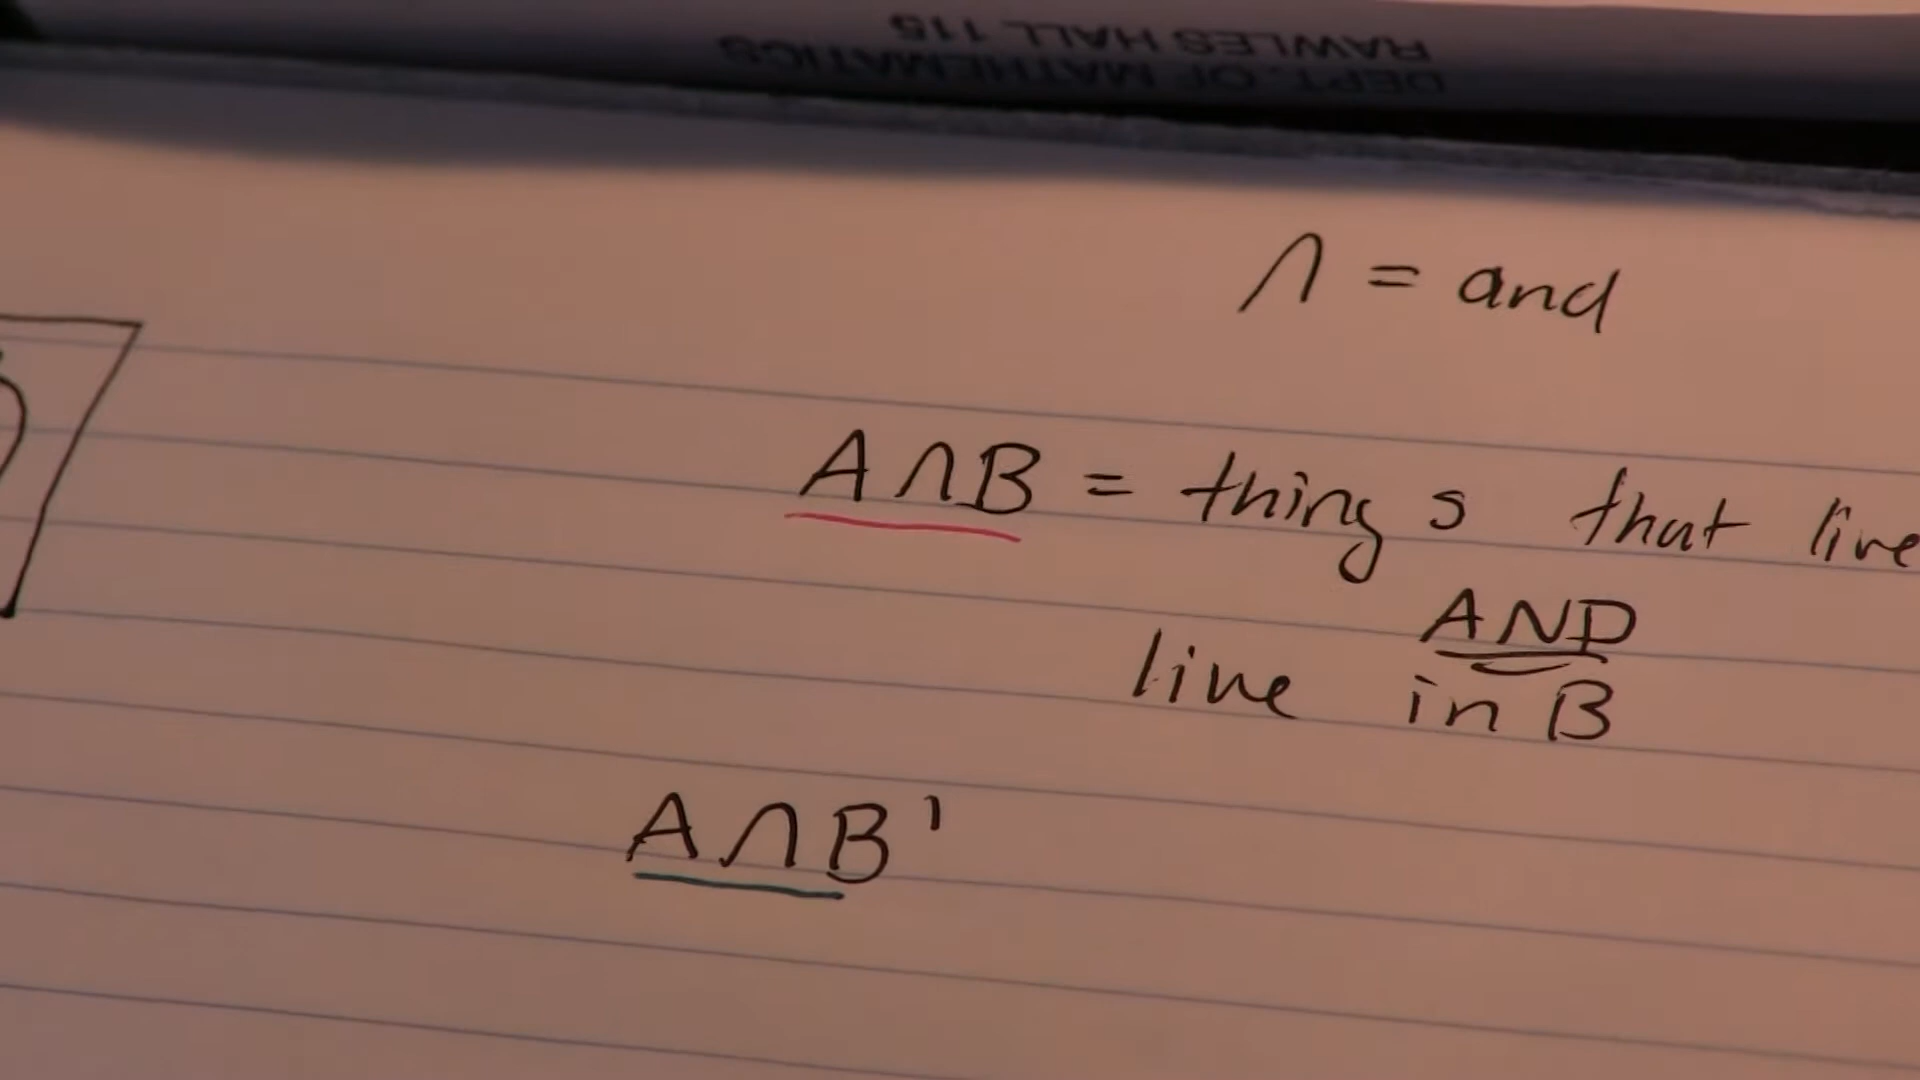 DEPT. OF MATHEMATICS
RAWLES HALL 115
∩ = and
A∩B = things that live
AND
live in B
A∩B'